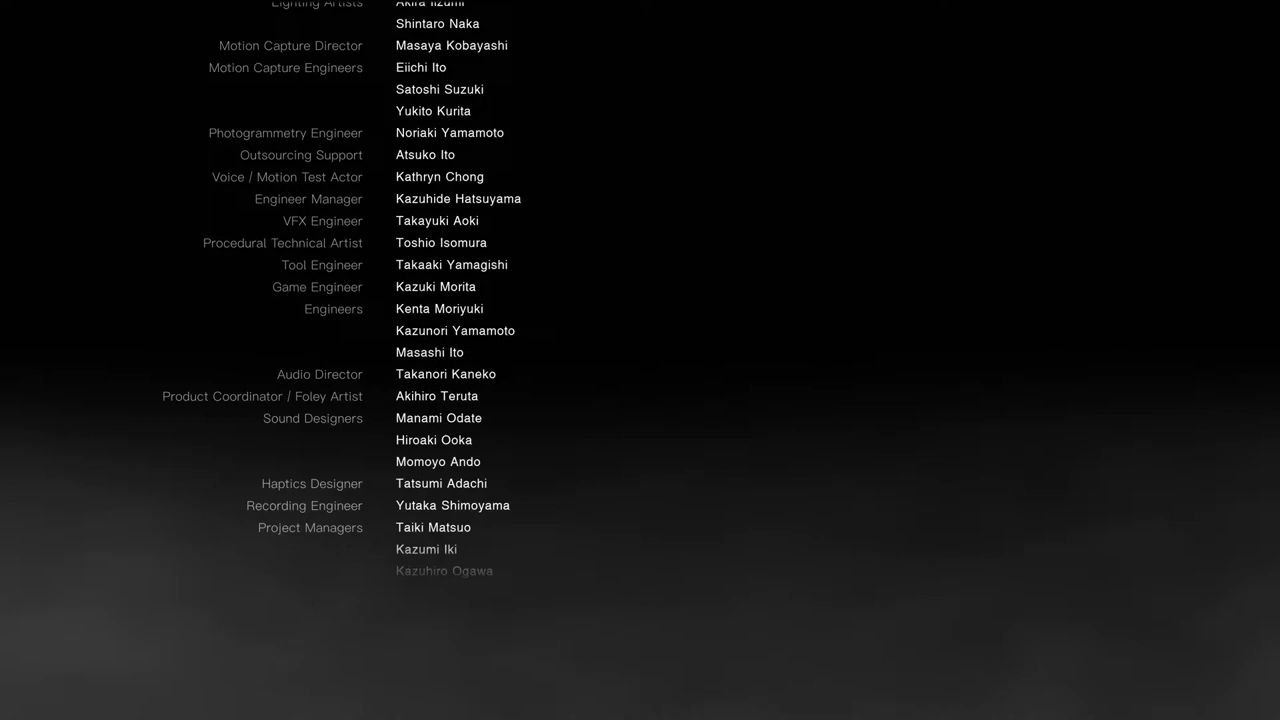 Lighting Artists Akira Iizumi
Shintaro Naka
Motion Capture Director Masaya Kobayashi
Motion Capture Engineers Eiichi Ito
Satoshi Suzuki
Yukito Kurita
Photogrammetry Engineer Noriaki Yamamoto
Outsourcing Support Atsuko Ito
Voice / Motion Test Actor Kathryn Chong
Engineer Manager Kazuhide Hatsuyama
VFX Engineer Takayuki Aoki
Procedural Technical Artist Toshio Isomura
Tool Engineer Takaaki Yamagishi
Game Engineer Kazuki Morita
Engineers Kenta Moriyuki
Kazunori Yamamoto
Masashi Ito
Audio Director Takanori Kaneko
Product Coordinator / Foley Artist Akihiro Teruta
Sound Designers Manami Odate
Hiroaki Ooka
Momoyo Ando
Haptics Designer Tatsumi Adachi
Recording Engineer Yutaka Shimoyama
Project Managers Taiki Matsuo
Kazumi Iki
Kazuhiro Ogawa